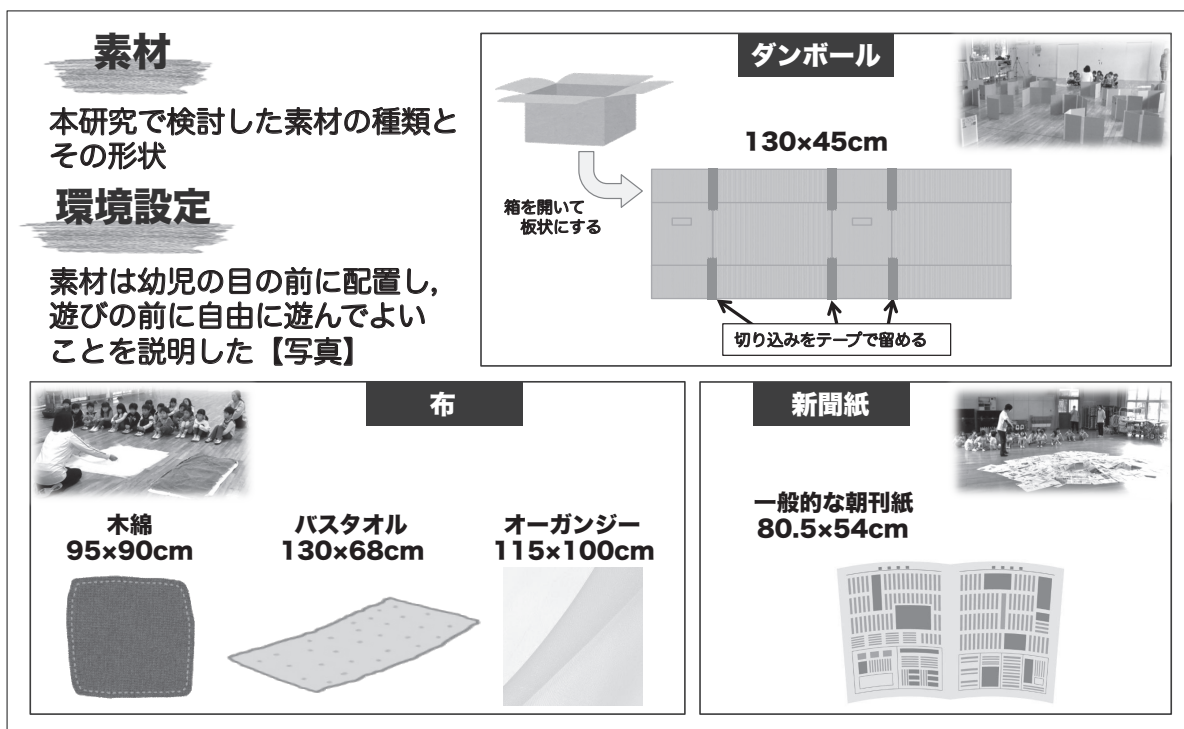 素材
本研究で検討した素材の種類と
その形状
環境設定
素材は幼児の目の前に配置し,
遊びの前に自由に遊んでよい
ことを説明した【写真】
ダンボール
130×45cm
箱を開いて
板状にする
切り込みをテープで留める
布
木綿
95×90cm
バスタオル
130×68cm
オーガンジー
115×100cm
新聞紙
一般的な朝刊紙
80.5×54cm